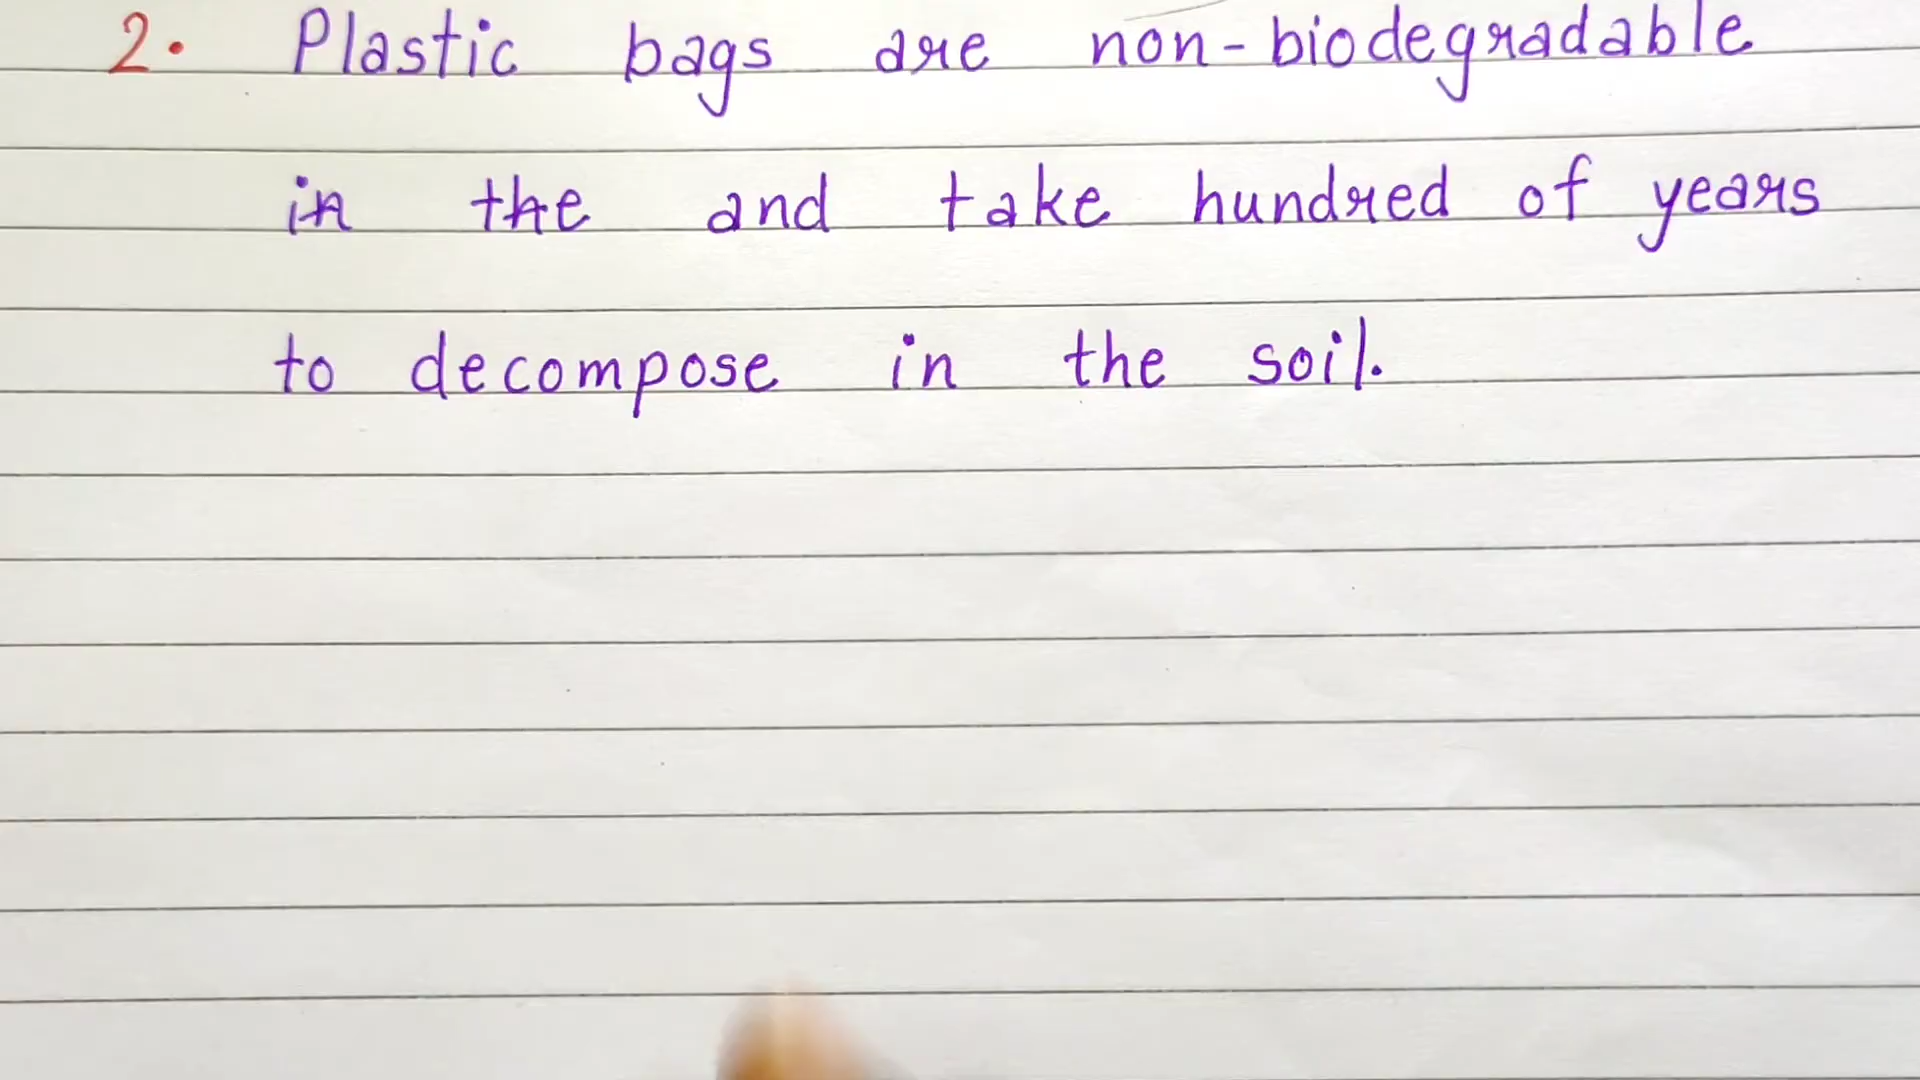 2. Plastic bags are non-biodegradable
in the and take hundred of years
to decompose in the soil.